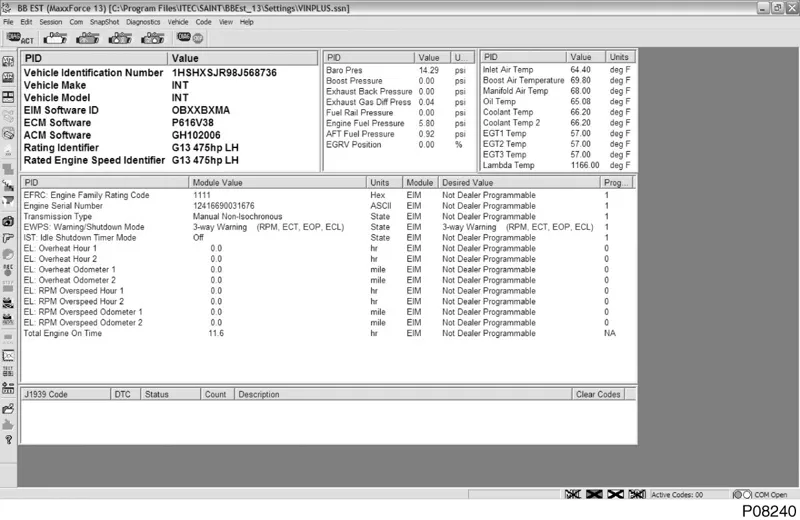 BB EST (MaxxForce 13) [C:\Program Files\ITEC\SAINT\BBEst_13\Settings\VINPLUS.ssn]
File Edit Session Com SnapShot Diagnostics Vehicle Code View Help
ACT
PID Value
Vehicle Identification Number 1HSHXSJR98J568736
Vehicle Make INT
Vehicle Model INT
EIM Software ID OBXXBXMA
ECM Software P616V38
ACM Software GH102006
Rating Identifier G13 475hp LH
Rated Engine Speed Identifier G13 475hp LH
PID Value U...
Baro Pres 14.29 psi
Boost Pressure 0.00 psi
Exhaust Back Pressure 0.00 psi
Exhaust Gas Diff Press 0.04 psi
Fuel Rail Pressure 0.00 psi
Engine Fuel Pressure 5.80 psi
AFT Fuel Pressure 0.92 psi
EGRV Position 0.00 %
PID Value Units
Inlet Air Temp 64.40 deg F
Boost Air Temperature 69.80 deg F
Manifold Air Temp 68.00 deg F
Oil Temp 65.08 deg F
Coolant Temp 66.20 deg F
Coolant Temp 2 66.20 deg F
EGT1 Temp 57.00 deg F
EGT2 Temp 57.00 deg F
EGT3 Temp 57.00 deg F
Lambda Temp 1166.00 deg F
PID Module Value Units Module Desired Value Prog...
EFRC: Engine Family Rating Code 1111 Hex EIM Not Dealer Programmable 1
Engine Serial Number 12416690031676 ASCII EIM Not Dealer Programmable 1
Transmission Type Manual Non-Isochronous State EIM Not Dealer Programmable 1
EWPS: Warning/Shutdown Mode 3-way Warning (RPM, ECT, EOP, ECL) State EIM 3-way Warning (RPM, ECT, EOP, ECL) 1
IST: Idle Shutdown Timer Mode Off State EIM Not Dealer Programmable 1
EL: Overheat Hour 1 0.0 hr EIM Not Dealer Programmable 0
EL: Overheat Hour 2 0.0 hr EIM Not Dealer Programmable 0
EL: Overheat Odometer 1 0.0 mile EIM Not Dealer Programmable 0
EL: Overheat Odometer 2 0.0 mile EIM Not Dealer Programmable 0
EL: RPM Overspeed Hour 1 0.0 hr EIM Not Dealer Programmable 0
EL: RPM Overspeed Hour 2 0.0 hr EIM Not Dealer Programmable 0
EL: RPM Overspeed Odometer 1 0.0 mile EIM Not Dealer Programmable 0
EL: RPM Overspeed Odometer 2 0.0 mile EIM Not Dealer Programmable 0
Total Engine On Time 11.6 hr EIM Not Dealer Programmable NA
J1939 Code DTC Status Count Description Clear Codes
Active Codes: 00 COM Open
P08240